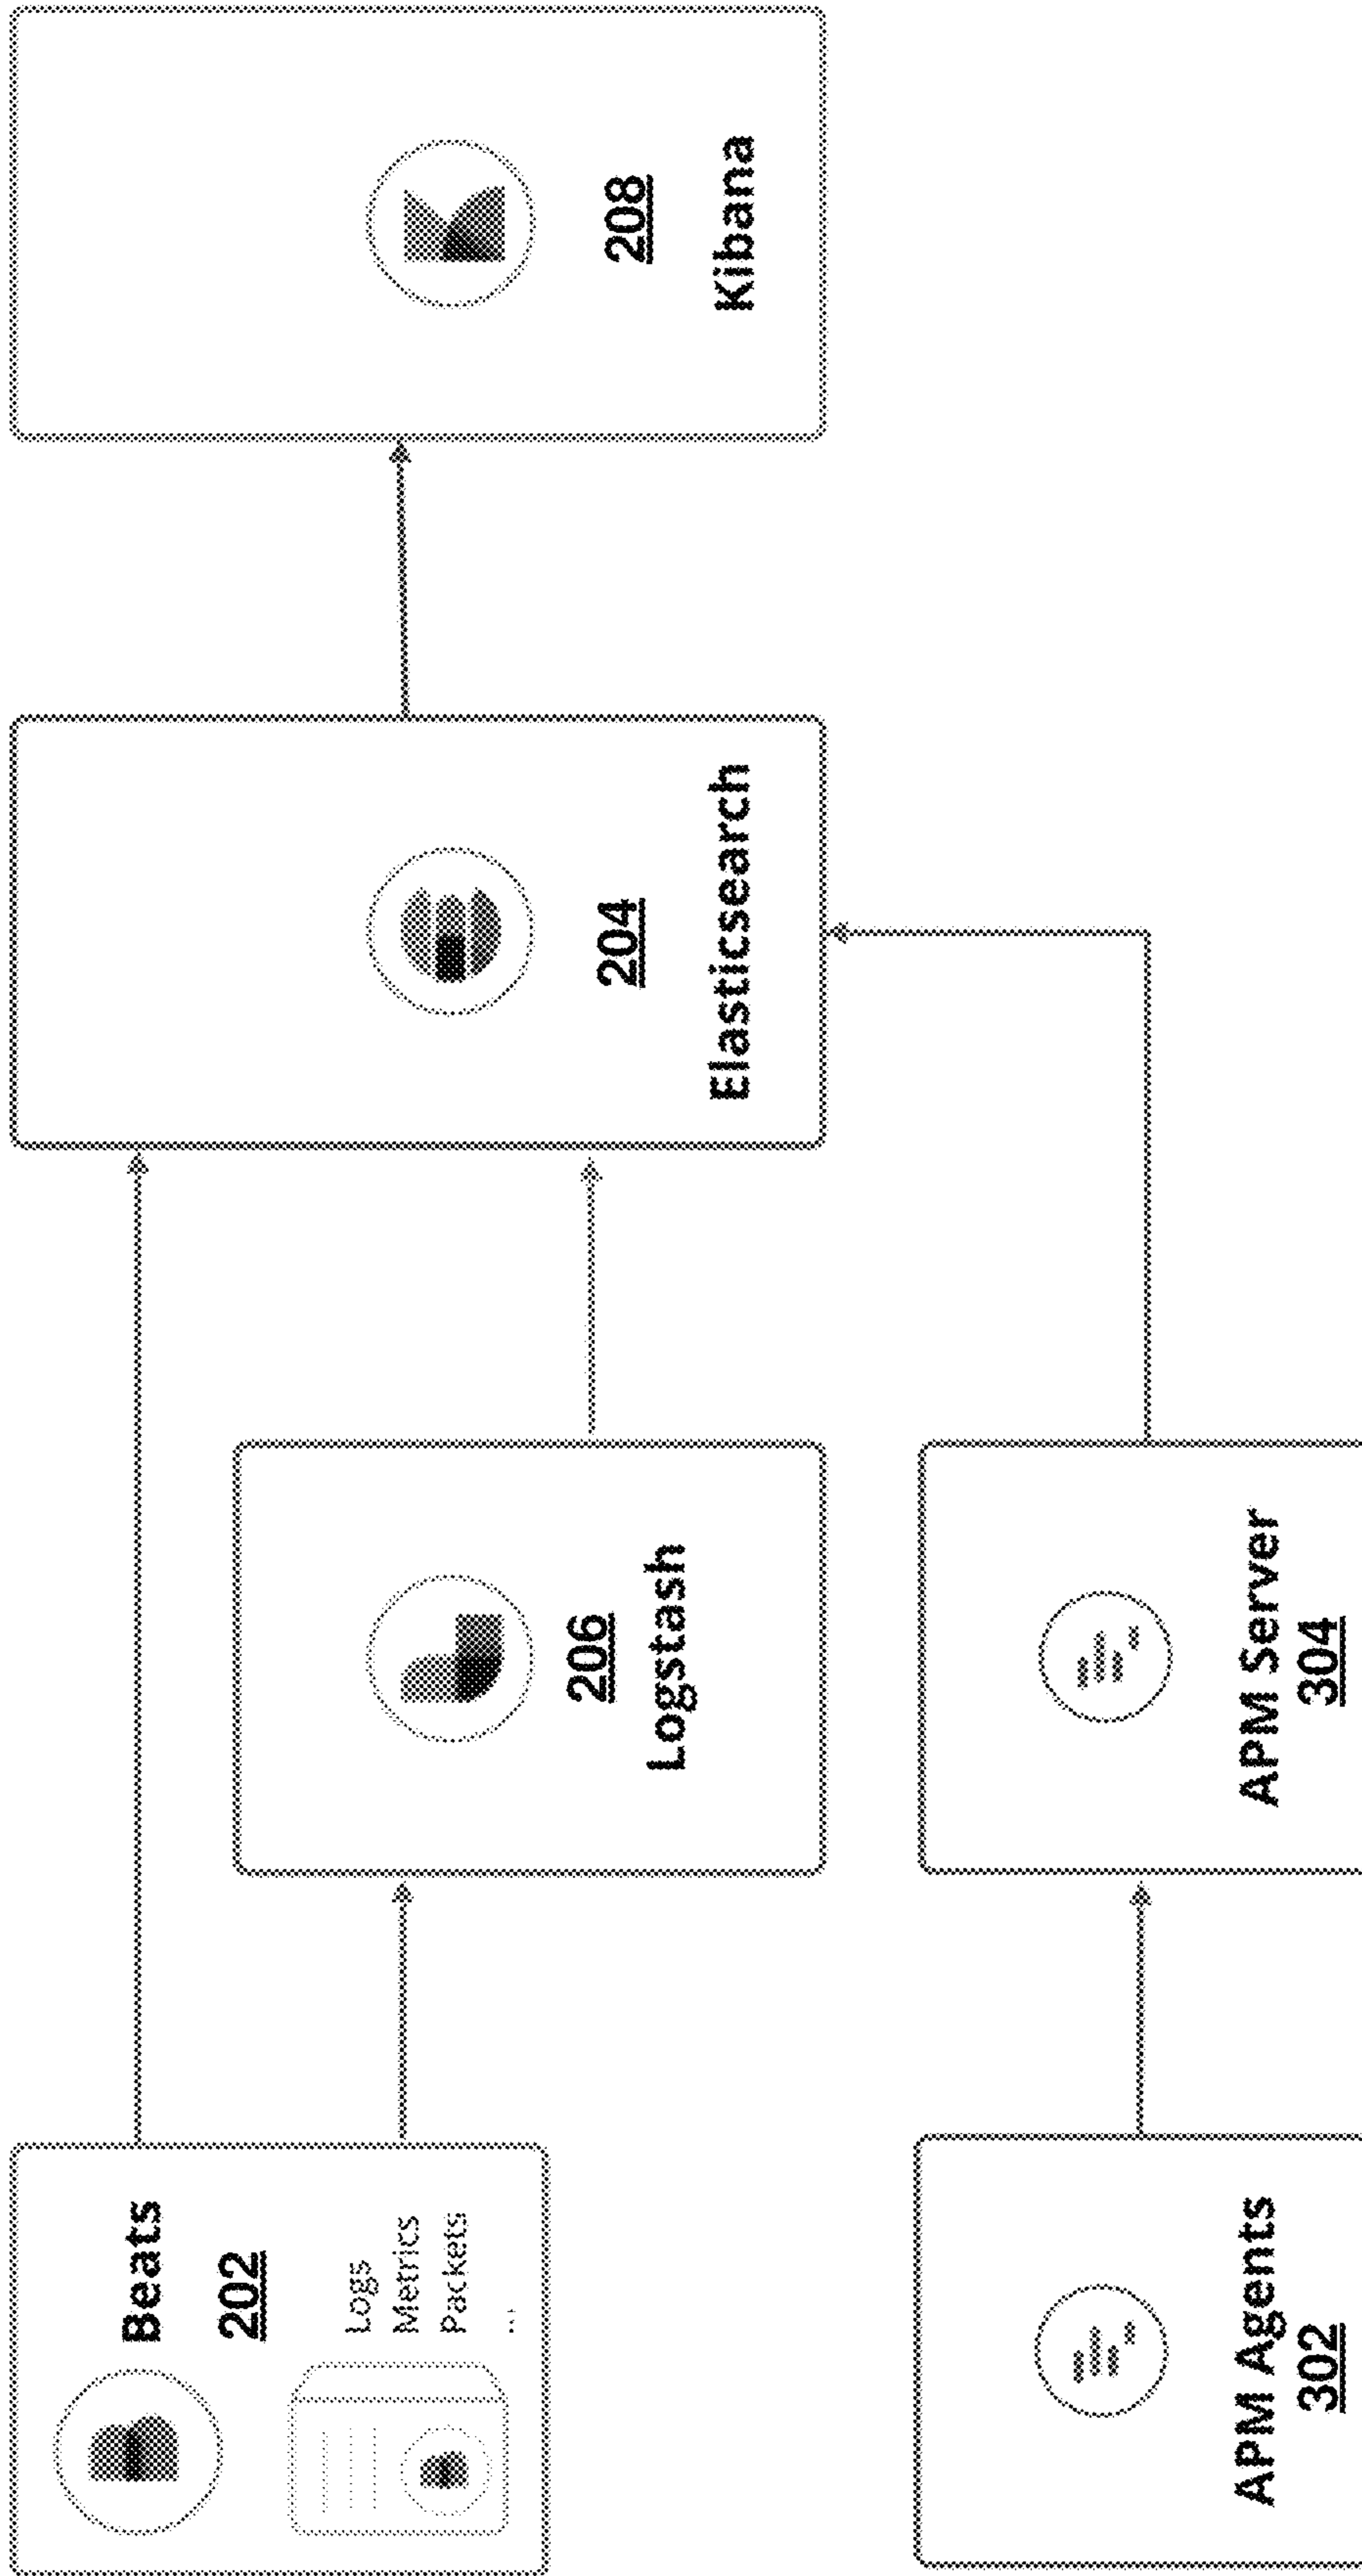 Beats
202
Logs
Metrics
Packets
...
206
Logstash
204
Elasticsearch
208
Kibana
APM Agents
302
APM Server
304